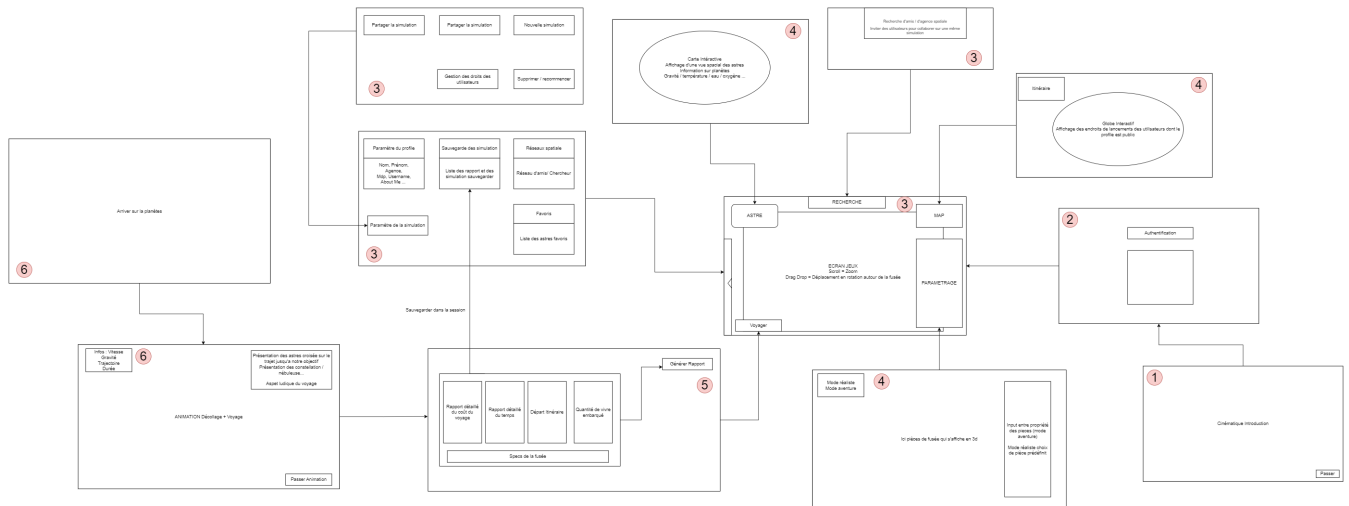 Partager la simulation
Partager la simulation
Nouvelle simulation
Gestion des droits des
utilisateurs
Supprimer / recommencer
3
4
Carte Intéractive
Affichage d'une vue spatial des astres
Information sur planètes
Gravité / température / eau / oxygène ...
Recherche d'amis / d'agence spatiale
Inviter des utilisateurs pour collaborer sur une même
simulation
3
4
Itinéraire
Globe Interactif
Affichage des endroits de lancements des utilisateurs dont le
profile est public
Arriver sur la planètes
6
Paramètre du profile
Nom, Prénom,
Agence,
Mdp, Username,
About Me ...
Sauvegarde des simulation
Liste des rapport et des
simulation sauvegarder
Réseaux spatiale
Réseau d'amis/ Chercheur
Paramètre de la simulation
Favoris
Liste des astres favoris
3
RECHERCHE
3
ASTRE
MAP
ECRAN JEUX
Scroll = Zoom
Drag Drop = Déplacement en rotation autour de la fusée
PARAMETRAGE
Voyager
2
Authentification
Sauvegarder dans la session
Infos : Vitesse
Gravité
Trajectoire
Durée
6
Présentation des astres croisés sur le
trajet jusqu'a notre objectif
Présentation des constellation /
nébuleuse...
Aspet ludique du voyage
ANIMATION Décollage + Voyage
Passer Animation
Générer Rapport
5
Rapport détaillé
du coût du
voyage
Rapport détaillé
du temps
Départ Itinéraire
Quantité de vivre
embarqué
Specs de la fusée
Mode réaliste
Mode aventure
4
Ici pièces de fusée qui s'affiche en 3d
Input entre propriété
des pieces (mode
aventure)
Mode réaliste choix
de pièce prédéfinit
1
Cinématique Introduction
Passer